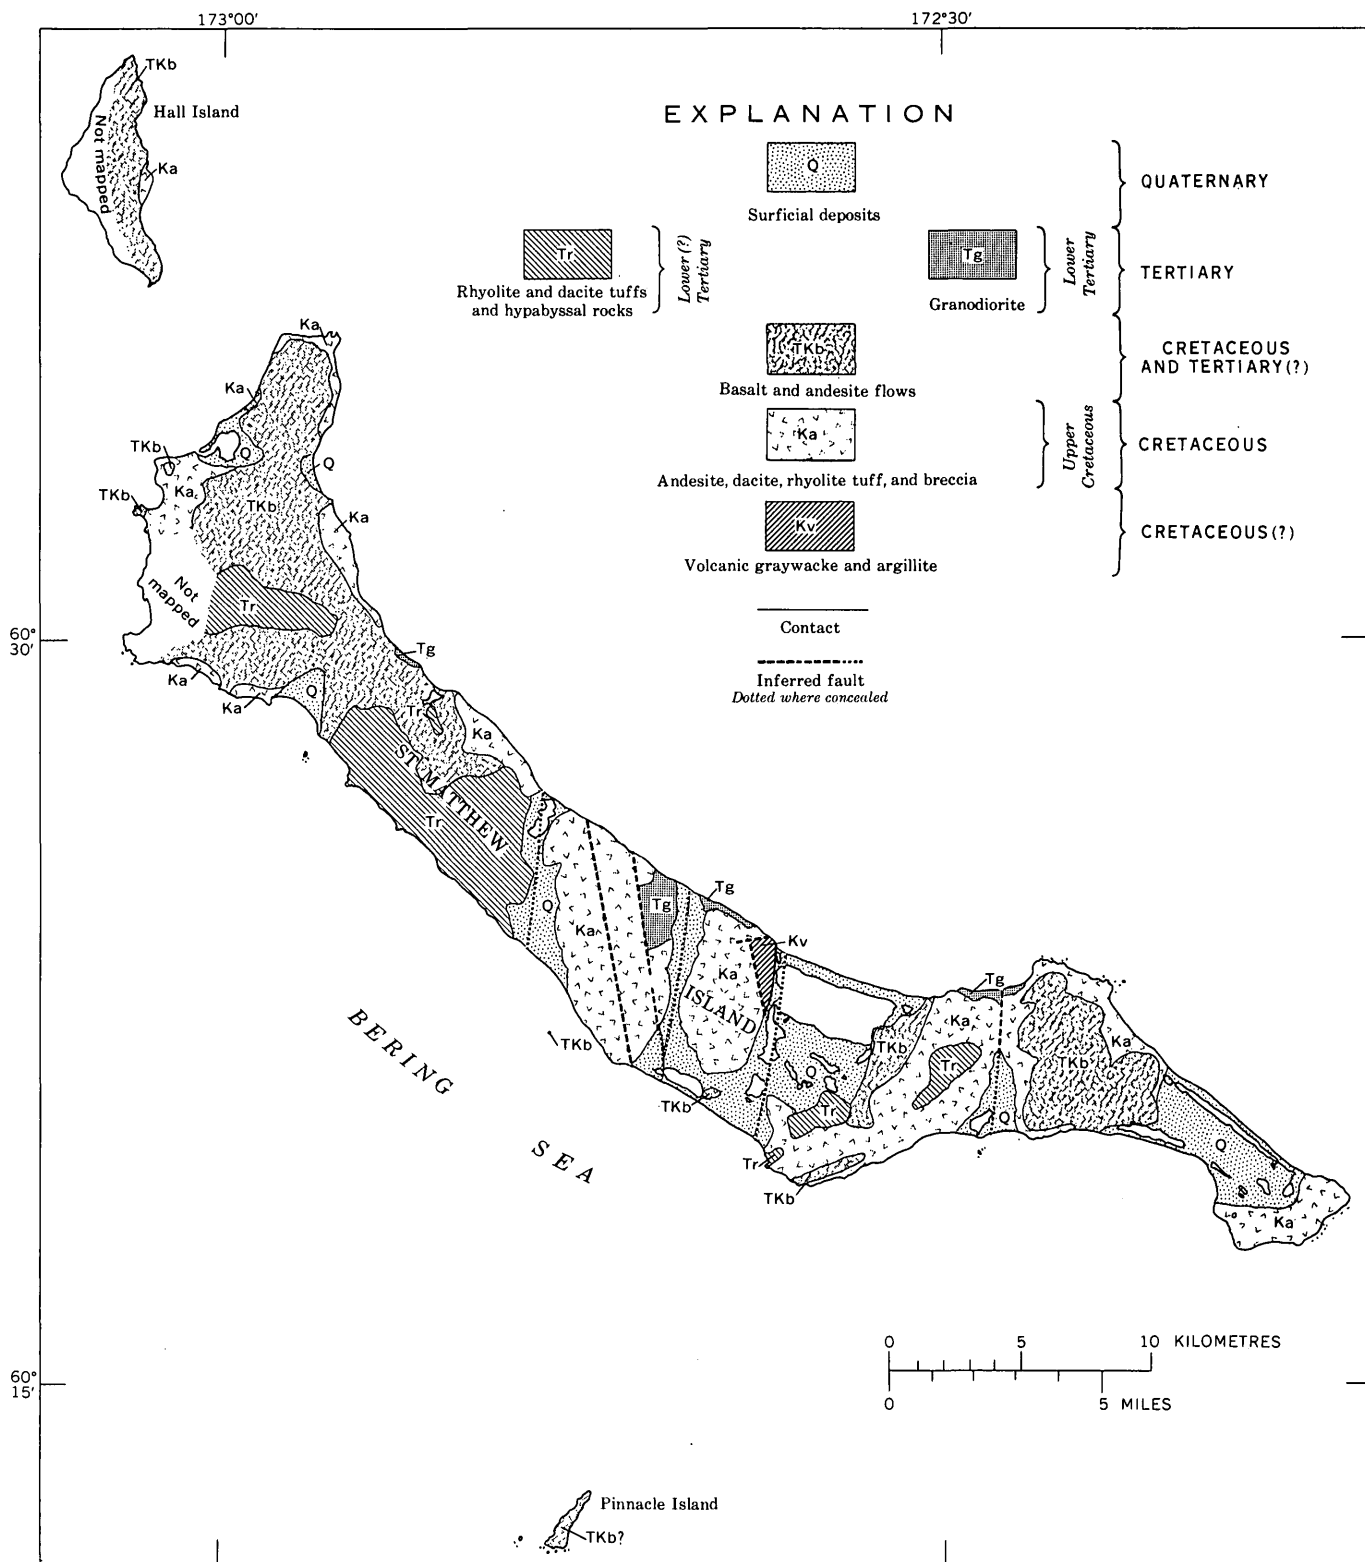 173°00'
172°30'
TKb
Hall Island
Not mapped
Ka
EXPLANATION
Q
Surficial deposits
QUATERNARY
Tr
Rhyolite and dacite tuffs
and hypabyssal rocks
Lower (?)
Tertiary
Tg
Granodiorite
Lower
Tertiary
TERTIARY
TKb
Basalt and andesite flows
CRETACEOUS
AND TERTIARY(?)
Ka
Andesite, dacite, rhyolite tuff, and breccia
Upper
Cretaceous
CRETACEOUS
Kv
Volcanic graywacke and argillite
CRETACEOUS(?)
Contact
Inferred fault
Dotted where concealed
Ka
Ka
TKb
Q
Q
Ka
TKb
TKb
Ka
Not
mapped
Tr
60°
30'
Tg
Ka
Q
Ka
Tr
Ka
ST. MATTHEW
Tr
Q
Ka
Tg
Tg
Kv
Ka
ISLAND
Tg
Ka
BERING
SEA
TKb
TKb
Q
TKb
Tr
Tr
Ka
TKb
Q
Tr
TKb
Q
Ka
0 5 10 KILOMETRES
0 5 MILES
60°
15'
Pinnacle Island
TKb?